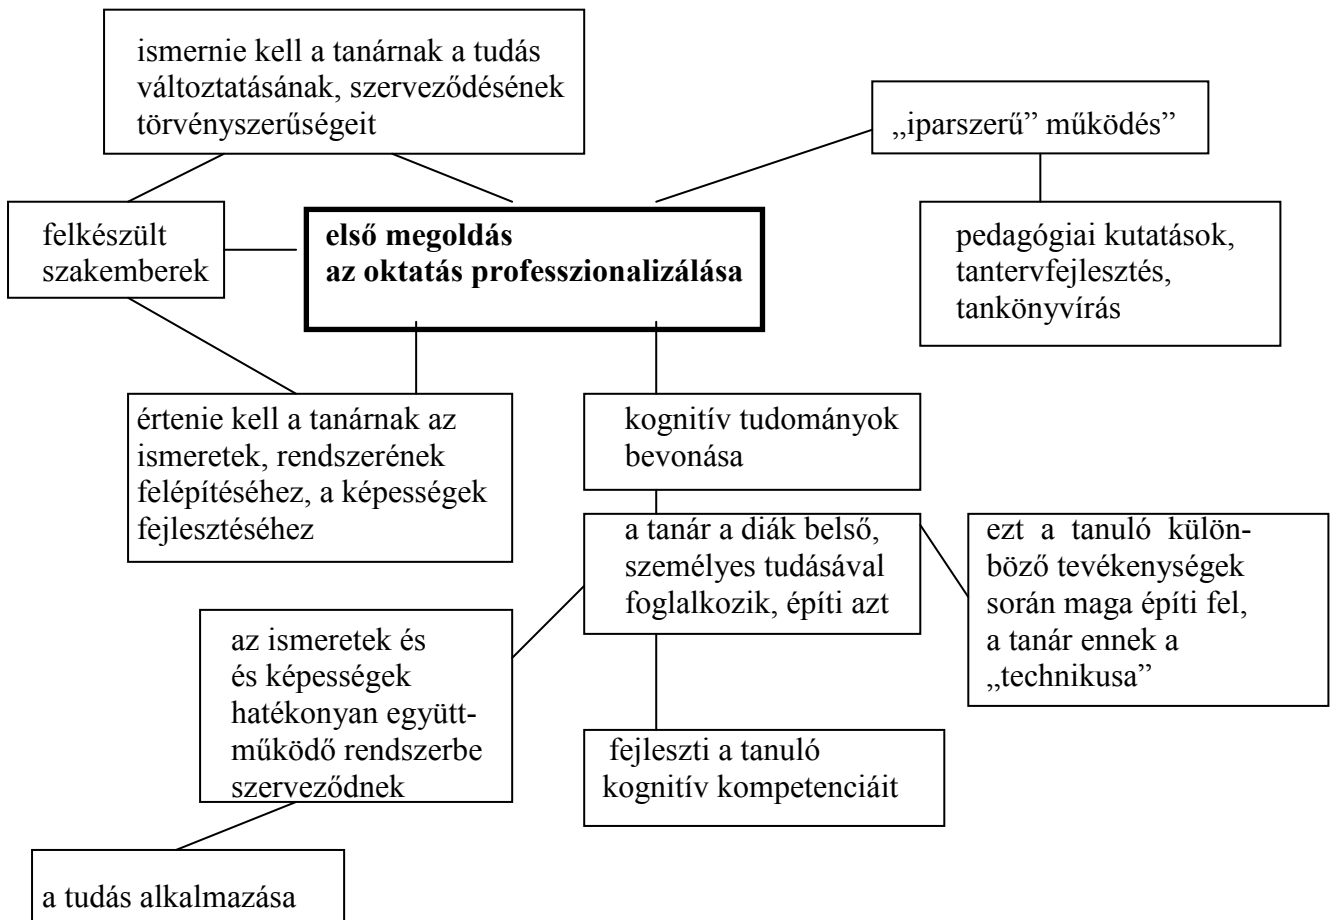 ismernie kell a tanárnak a tudás
változtatásának, szerveződésének
törvényszerűségeit
„iparszerű” működés”
felkészült
szakemberek
első megoldás
az oktatás professzionalizálása
pedagógiai kutatások,
tantervfejlesztés,
tankönyvírás
értenie kell a tanárnak az
ismeretek, rendszerének
felépítéséhez, a képességek
fejlesztéséhez
kognitív tudományok
bevonása
a tanár a diák belső,
személyes tudásával
foglalkozik, építi azt
ezt a tanuló külön-
böző tevékenységek
során maga építi fel,
a tanár ennek a
„technikusa”
az ismeretek és
és képességek
hatékonyan együtt-
működő rendszerbe
szerveződnek
fejleszti a tanuló
kognitív kompetenciáit
a tudás alkalmazása